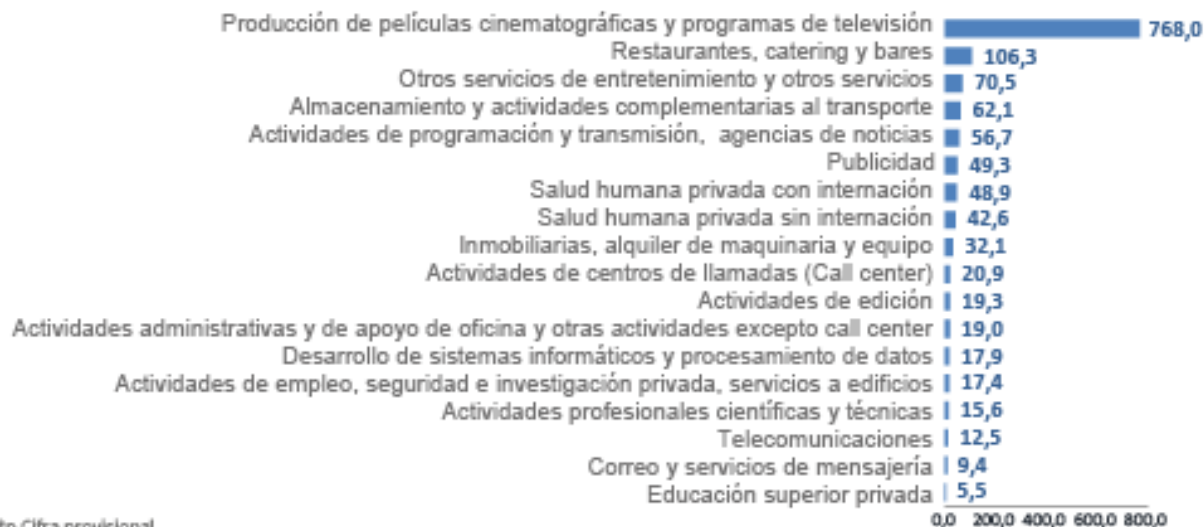 Producción de películas cinematográficas y programas de televisión 768,0
Restaurantes, catering y bares 106,3
Otros servicios de entretenimiento y otros servicios 70,5
Almacenamiento y actividades complementarias al transporte 62,1
Actividades de programación y transmisión, agencias de noticias 56,7
Publicidad 49,3
Salud humana privada con internación 48,9
Salud humana privada sin internación 42,6
Inmobiliarias, alquiler de maquinaria y equipo 32,1
Actividades de centros de llamadas (Call center) 20,9
Actividades de edición 19,3
Actividades administrativas y de apoyo de oficina y otras actividades excepto call center 19,0
Desarrollo de sistemas informáticos y procesamiento de datos 17,9
Actividades de empleo, seguridad e investigación privada, servicios a edificios 17,4
Actividades profesionales científicas y técnicas 15,6
Telecomunicaciones 12,5
Correo y servicios de mensajería 9,4
Educación superior privada 5,5
0,0 200,0 400,0 600,0 800,0